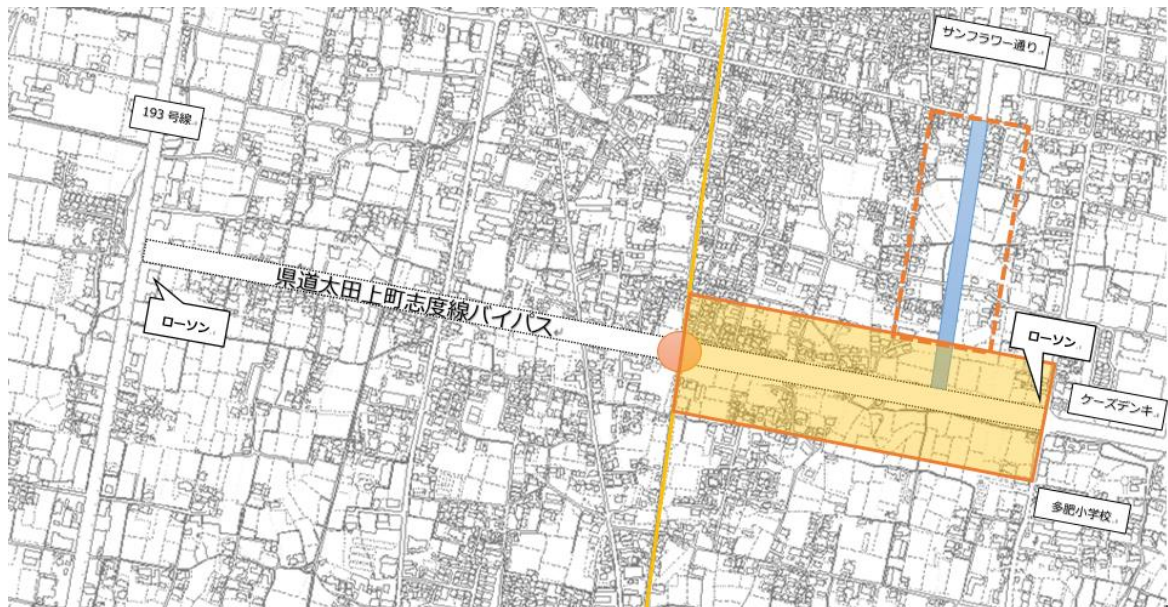 サンフラワー通り
193 号線
県道太田上町志度線バイパス
ローソン
ローソン
ケーズデンキ
多肥小学校